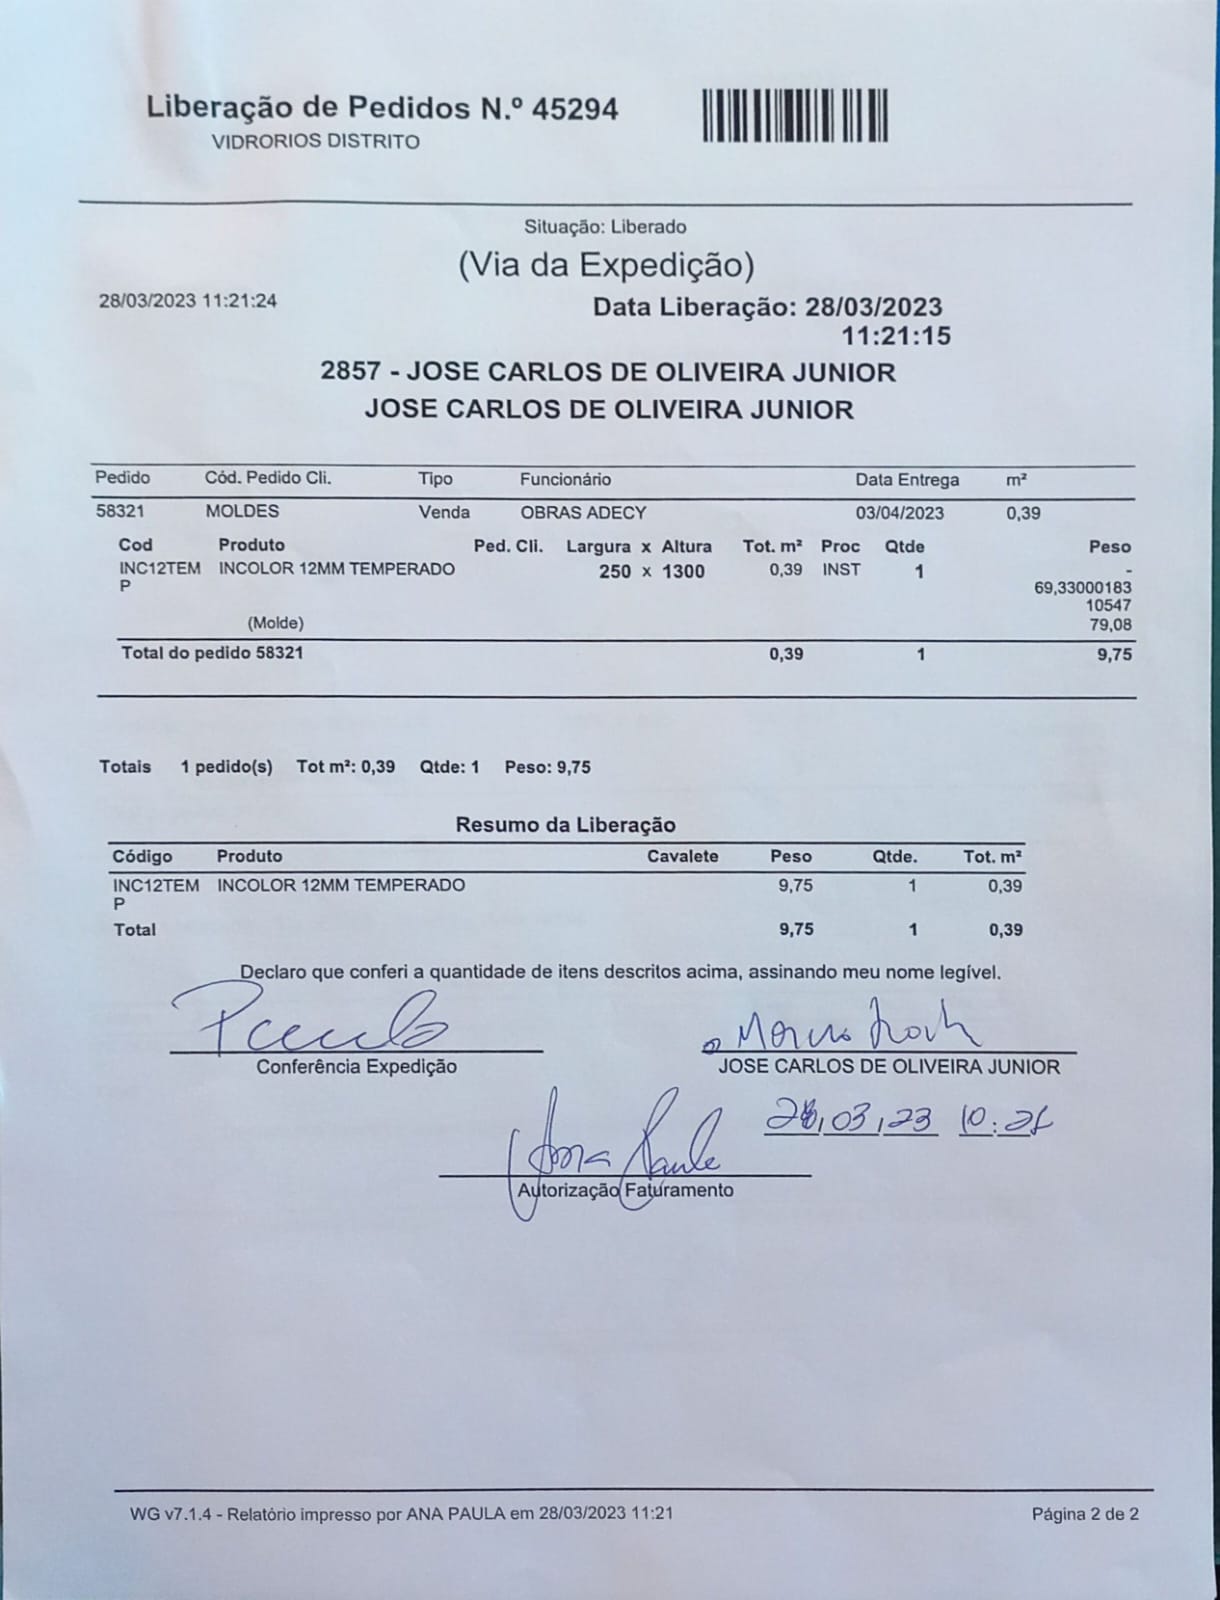 Liberação de Pedidos N.º 45294
VIDRORIOS DISTRITO
Situação: Liberado
(Via da Expedição)
28/03/2023 11:21:24
Data Liberação: 28/03/2023
11:21:15
2857 - JOSE CARLOS DE OLIVEIRA JUNIOR
JOSE CARLOS DE OLIVEIRA JUNIOR
Pedido Cód. Pedido Cli. Tipo Funcionário Data Entrega m²
58321 MOLDES Venda OBRAS ADECY 03/04/2023 0,39
Cod Produto Ped. Cli. Largura x Altura Tot. m² Proc Qtde Peso
INC12TEM INCOLOR 12MM TEMPERADO 250 x 1300 0,39 INST 1 -
P 69,33000183
10547
(Molde) 79,08
Total do pedido 58321 0,39 1 9,75
Totais 1 pedido(s) Tot m²: 0,39 Qtde: 1 Peso: 9,75
Resumo da Liberação
Código Produto Cavalete Peso Qtde. Tot. m²
INC12TEM INCOLOR 12MM TEMPERADO 9,75 1 0,39
P
Total 9,75 1 0,39
Declaro que conferi a quantidade de itens descritos acima, assinando meu nome legível.
Conferência Expedição JOSE CARLOS DE OLIVEIRA JUNIOR
28,03,23 10:21
Ana Paula
Autorização Faturamento
WG v7.1.4 - Relatório impresso por ANA PAULA em 28/03/2023 11:21 Página 2 de 2